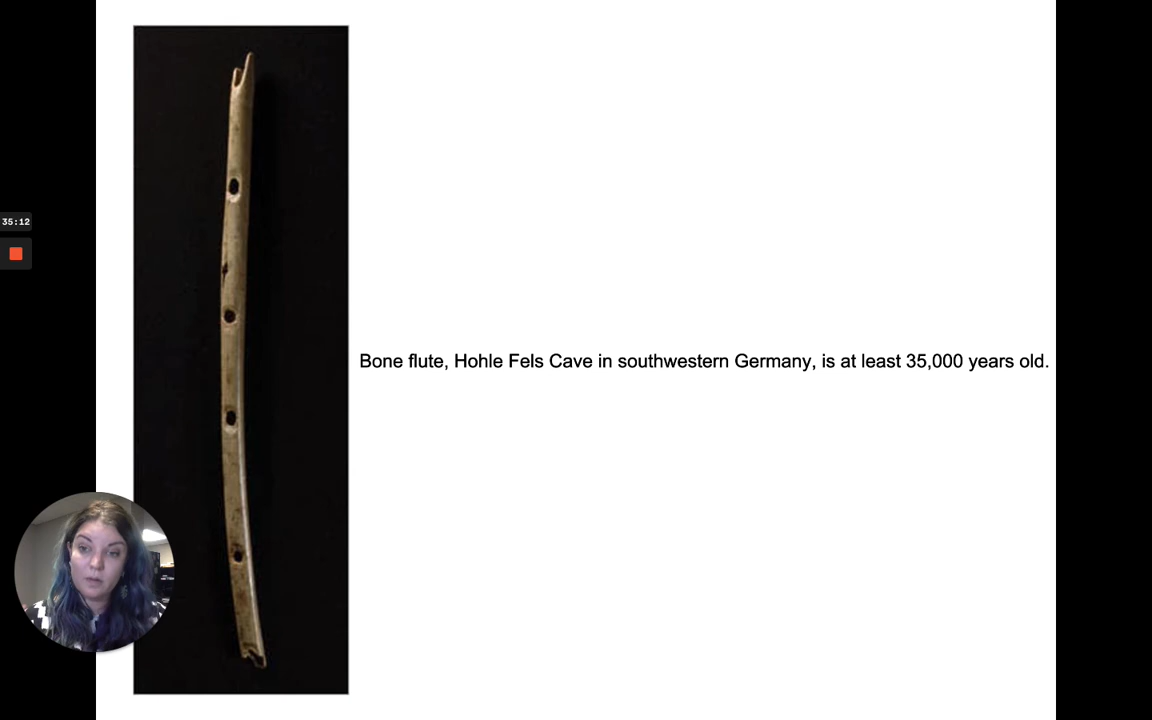 35:12
Bone flute, Hohle Fels Cave in southwestern Germany, is at least 35,000 years old.